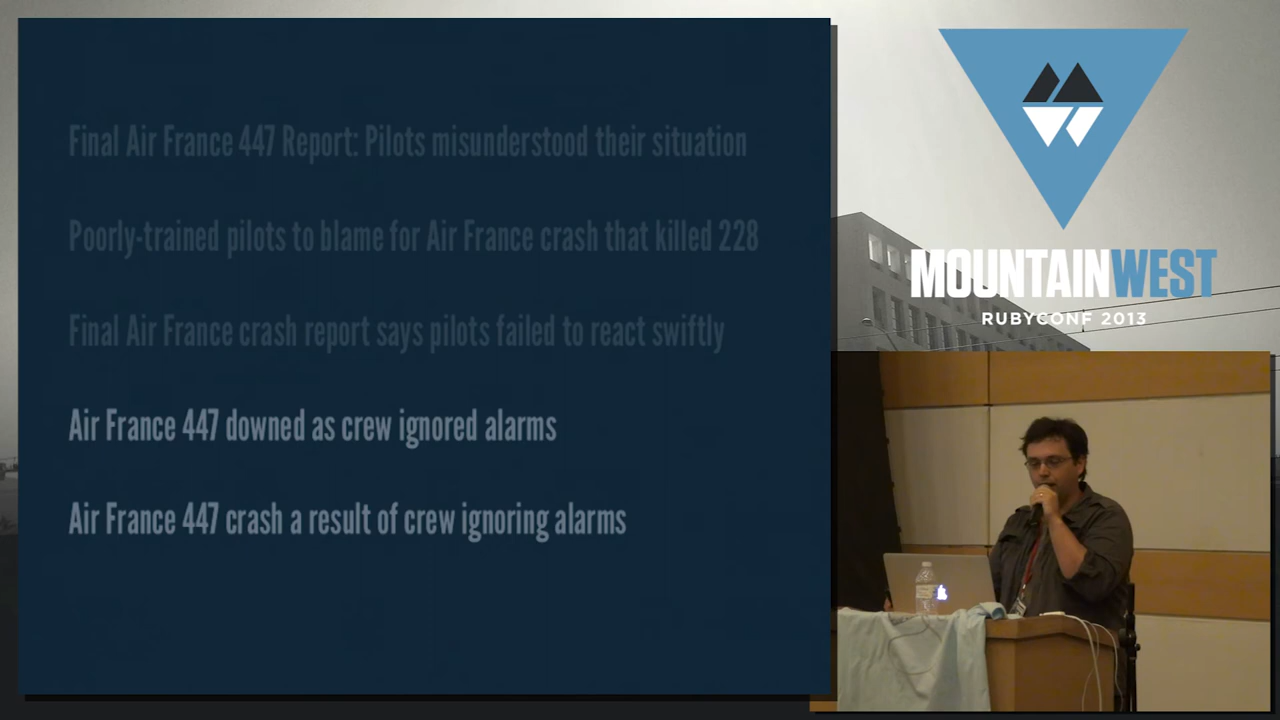 Final Air France 447 Report: Pilots misunderstood their situation
Poorly-trained pilots to blame for Air France crash that killed 228
Final Air France crash report says pilots failed to react swiftly
Air France 447 downed as crew ignored alarms
Air France 447 crash a result of crew ignoring alarms
MOUNTAINWEST
RUBYCONF 2013